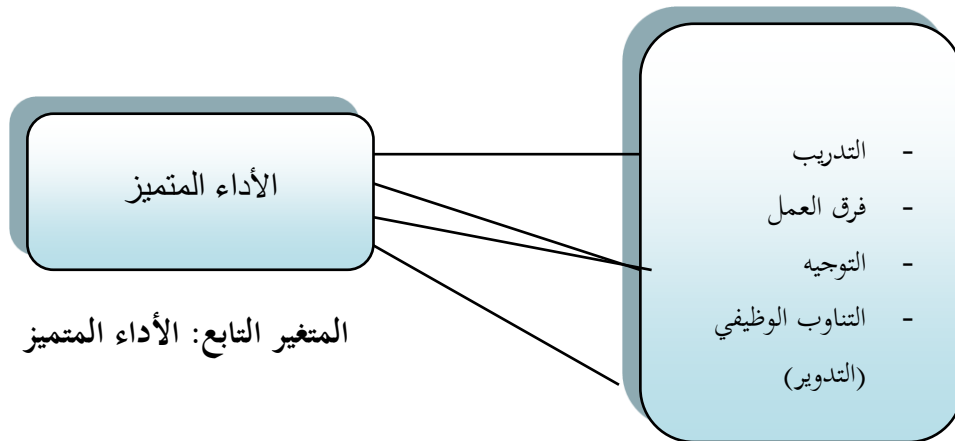 - التدريب
- فرق العمل
- التوجيه
- التناوب الوظيفي
(التدوير)
الأداء المتميز
المتغير التابع: الأداء المتميز